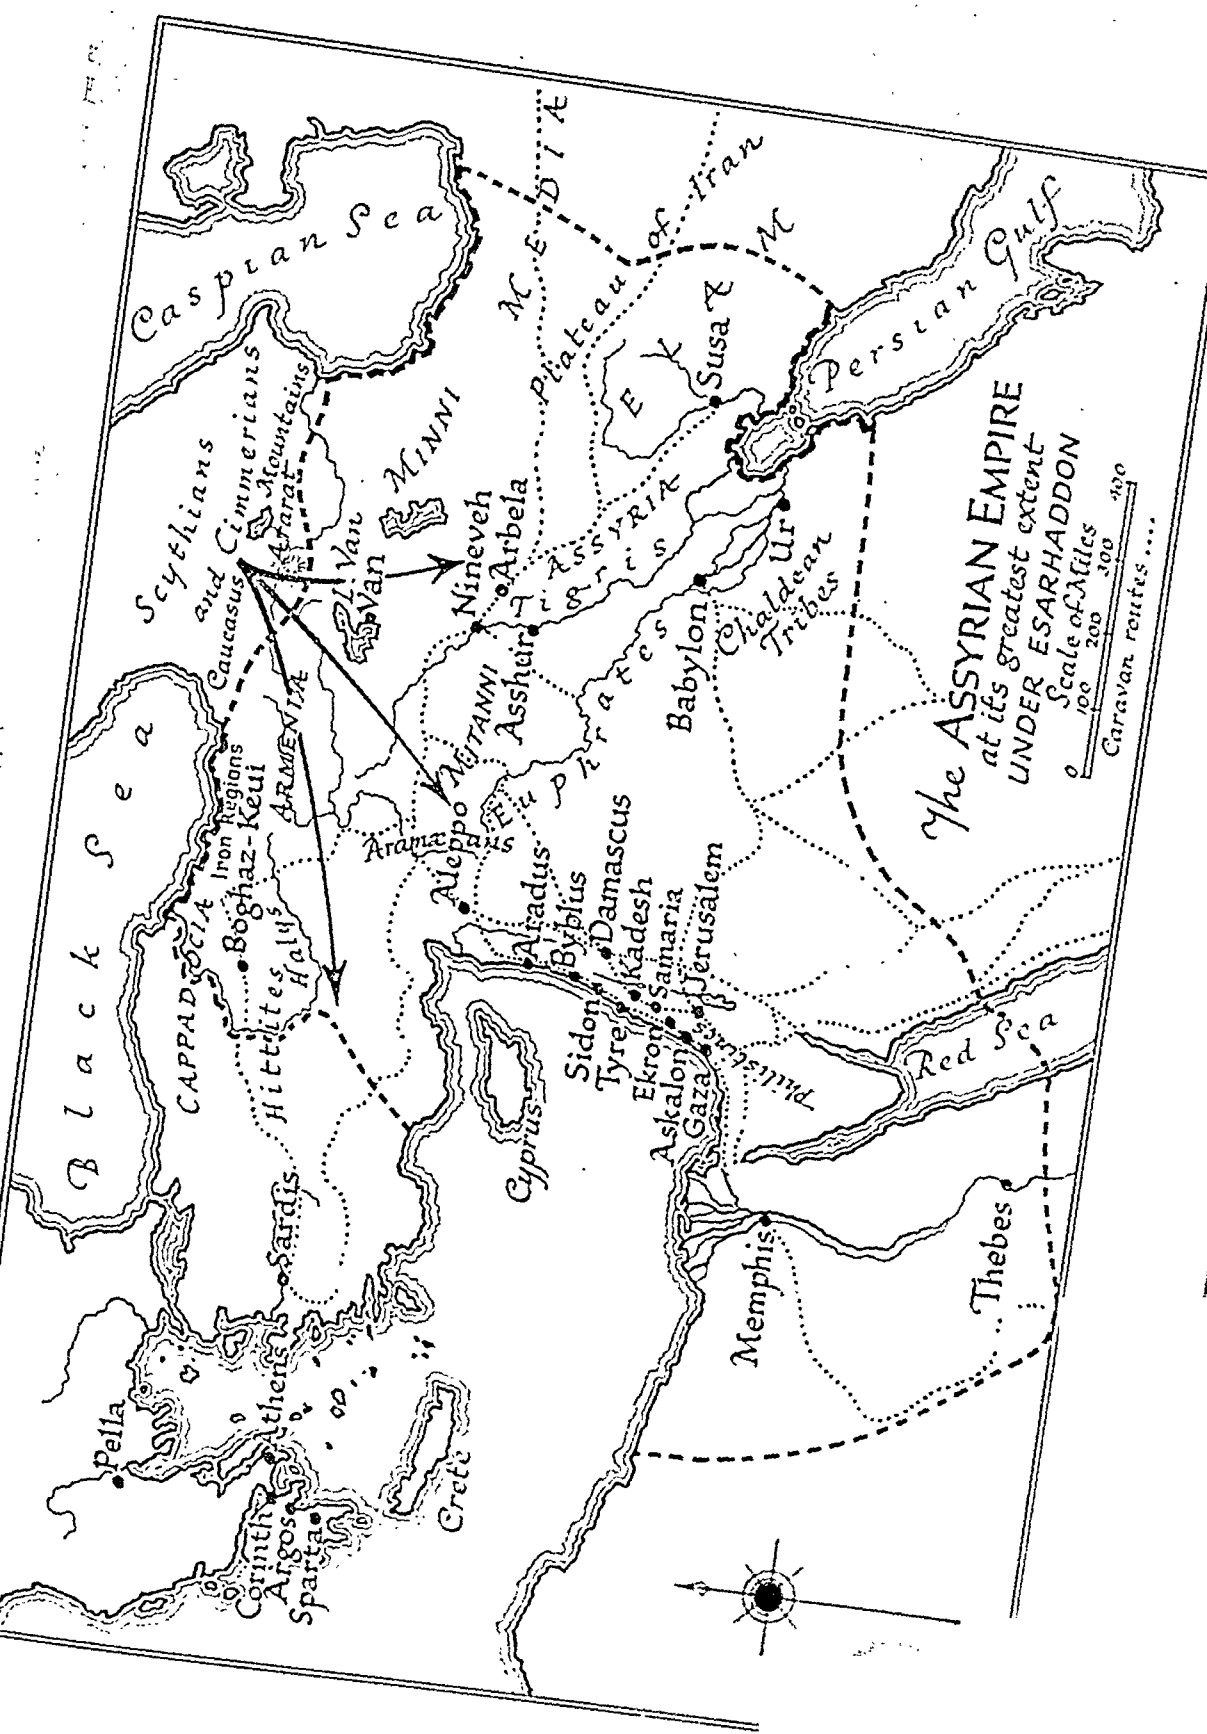 The ASSYRIAN EMPIRE
at its greatest extent
UNDER ESARHADDON
Scale of Miles
0 100 200 300 400
Caravan routes ....
Black Sea
Caspian Sea
Scythians
and Cimmerians
Caucasus
Mountains
Ararat
Pella
CAPPADOCIA
Iron Regions
Boghaz-Keui
ARMENIA
L. Van
Van
MINNI
Hittites
Halys
Sardis
Athens
Corinth
Argos
Sparta
Crete
Cyprus
Aramæans
Aleppo
MITANNI
Nineveh
Arbela
Asshur
ASSYRIA
Tigris
Euphrates
MEDIA
Plateau of Iran
ELAM
Susa
Babylon
Ur
Chaldean
Tribes
Persian Gulf
Aradus
Byblus
Damascus
Sidon
Kadesh
Tyre
Samaria
Ekron
Jerusalem
Askalon
Gaza
Philistins
Memphis
Thebes
Red Sea